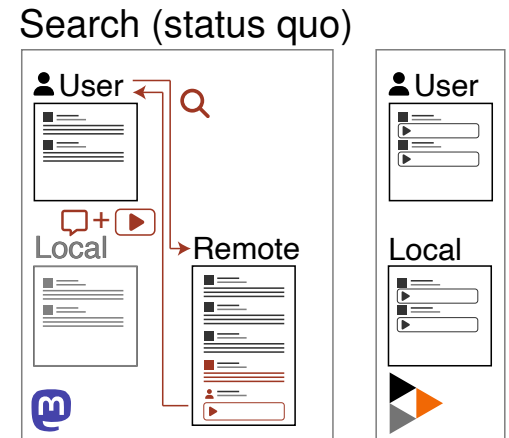 Search (status quo)
User
User
Local
Remote
Local